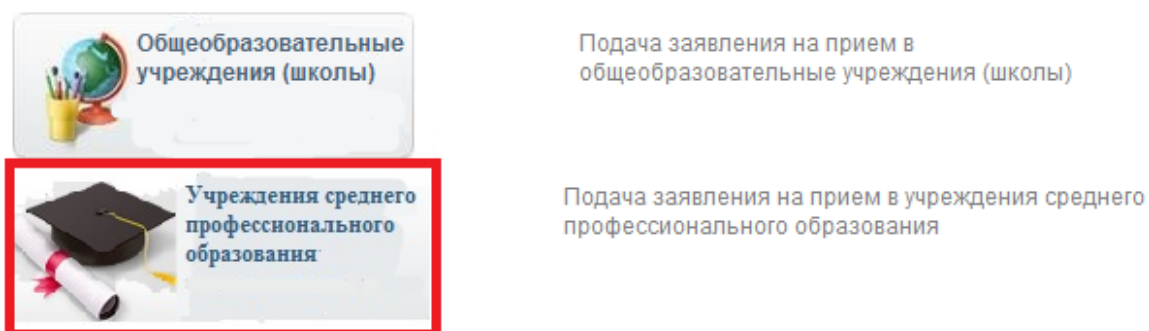 Общеобразовательные
учреждения (школы)
Подача заявления на прием в
общеобразовательные учреждения (школы)
Учреждения среднего
профессионального
образования
Подача заявления на прием в учреждения среднего
профессионального образования